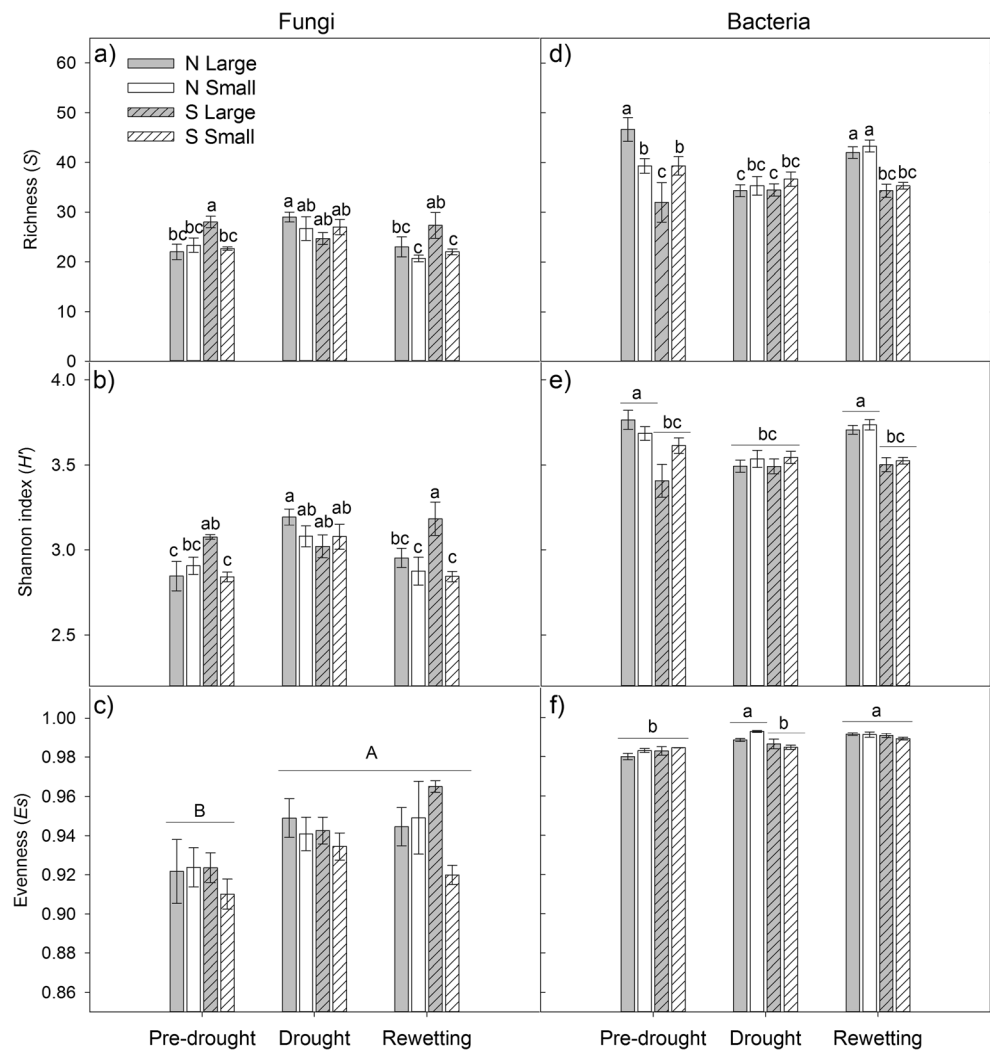 Fungi
Bacteria
a)
N Large
N Small
S Large
S Small
Richness (S)
60
50
40
30
20
10
0
bc bc a bc
a ab ab ab
bc c ab c
d)
a b c b
c bc c bc
a a bc bc
b)
Shannon index (H')
4.0
3.5
3.0
2.5
c bc ab c
a ab ab ab
bc c a c
e)
a bc
bc
a bc
c)
Evenness (Es)
1.00
0.98
0.96
0.94
0.92
0.90
0.88
0.86
B
A
f)
b
a b
a
Pre-drought Drought Rewetting
Pre-drought Drought Rewetting